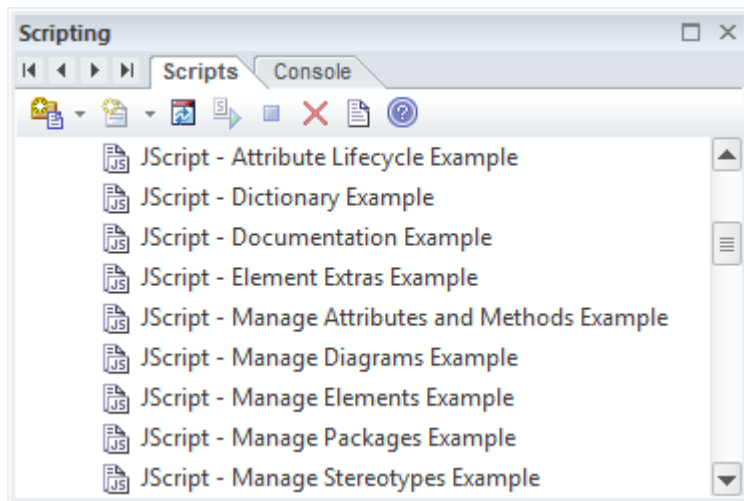 Scripting
Scripts Console
JScript - Attribute Lifecycle Example
JScript - Dictionary Example
JScript - Documentation Example
JScript - Element Extras Example
JScript - Manage Attributes and Methods Example
JScript - Manage Diagrams Example
JScript - Manage Elements Example
JScript - Manage Packages Example
JScript - Manage Stereotypes Example